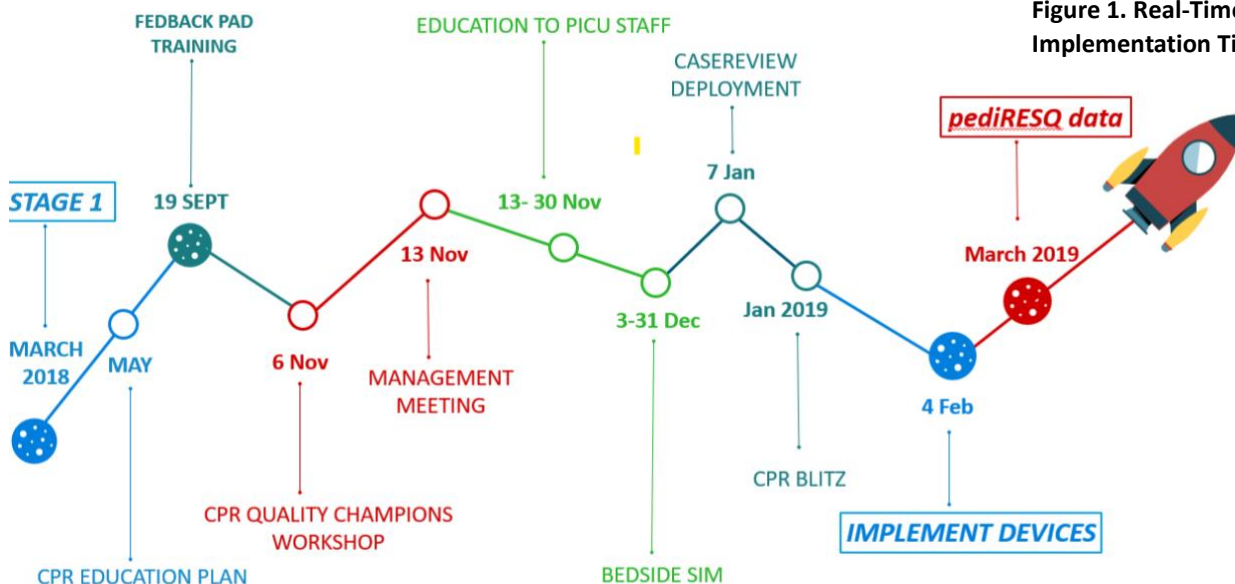 Figure 1. Real-Time
Implementation Ti
FEDBACK PAD
TRAINING
EDUCATION TO PICU STAFF
CASEREVIEW
DEPLOYMENT
pediRESQ data
STAGE 1
19 SEPT
13- 30 Nov
7 Jan
13 Nov
March 2019
MARCH
2018
MAY
6 Nov
3-31 Dec
Jan 2019
MANAGEMENT
MEETING
4 Feb
CPR BLITZ
CPR QUALITY CHAMPIONS
WORKSHOP
IMPLEMENT DEVICES
CPR EDUCATION PLAN
BEDSIDE SIM